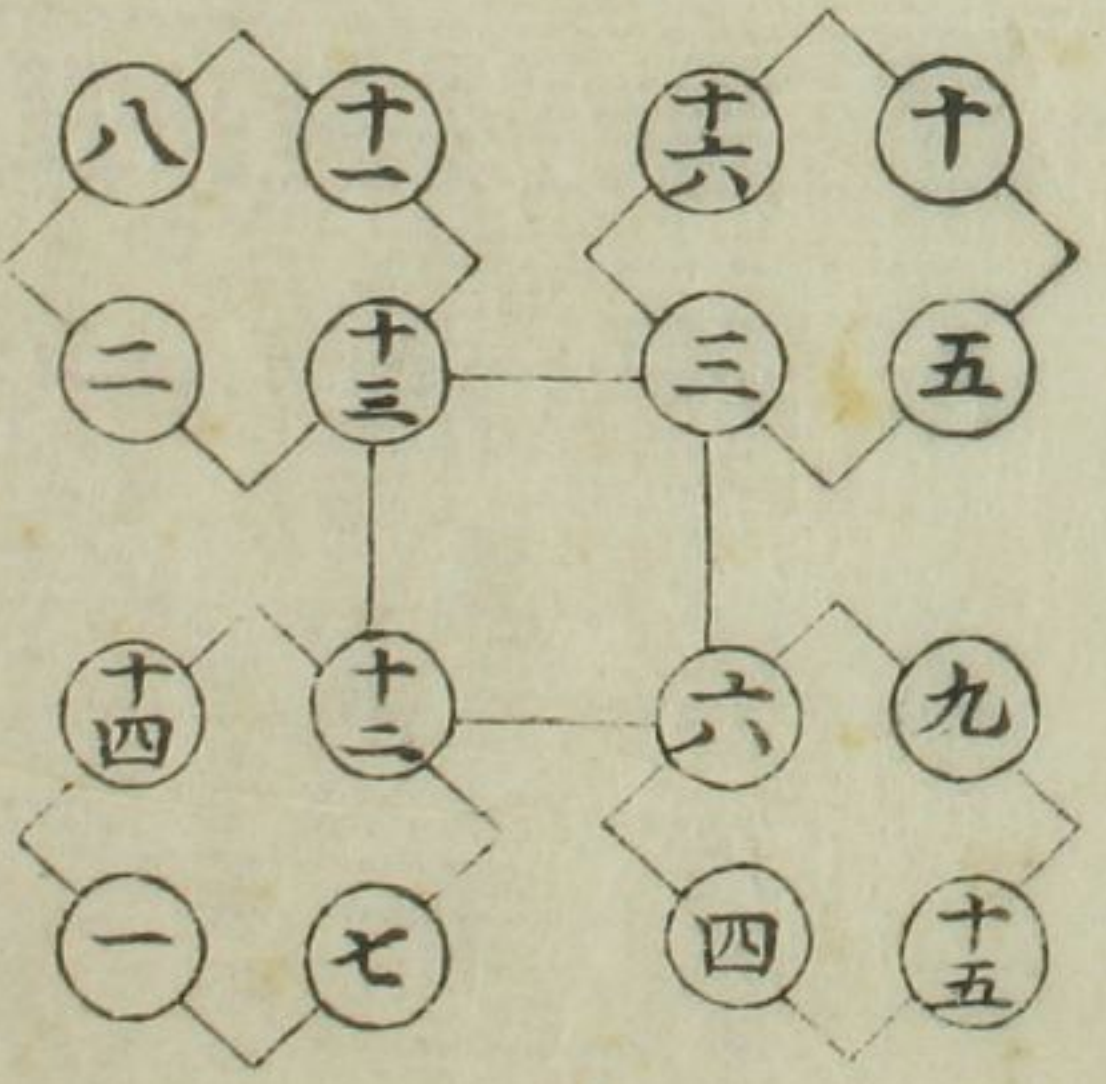 八 十一 十六 十
二 十三 三 五
十四 十二 六 九
一 七 四 十五